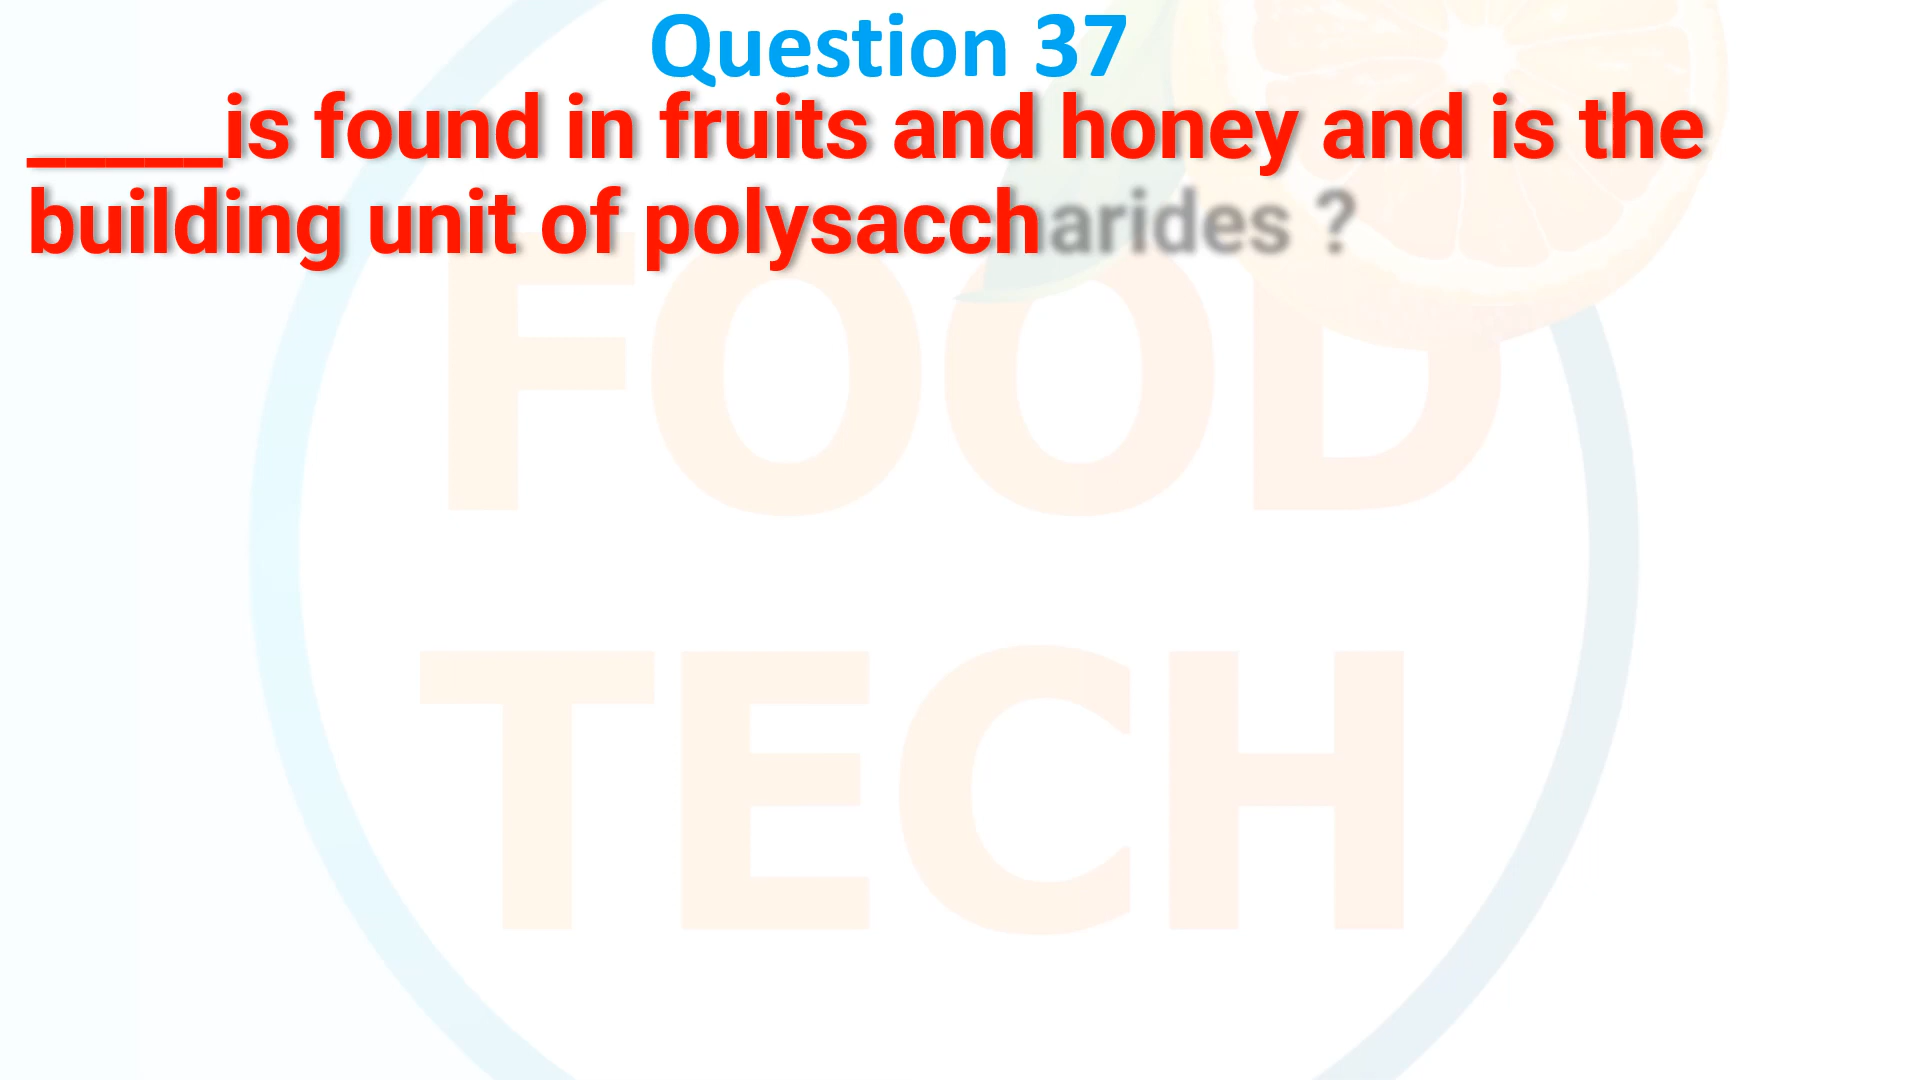 Question 37
_____is found in fruits and honey and is the
building unit of polysaccharides ?
FOOD
TECH